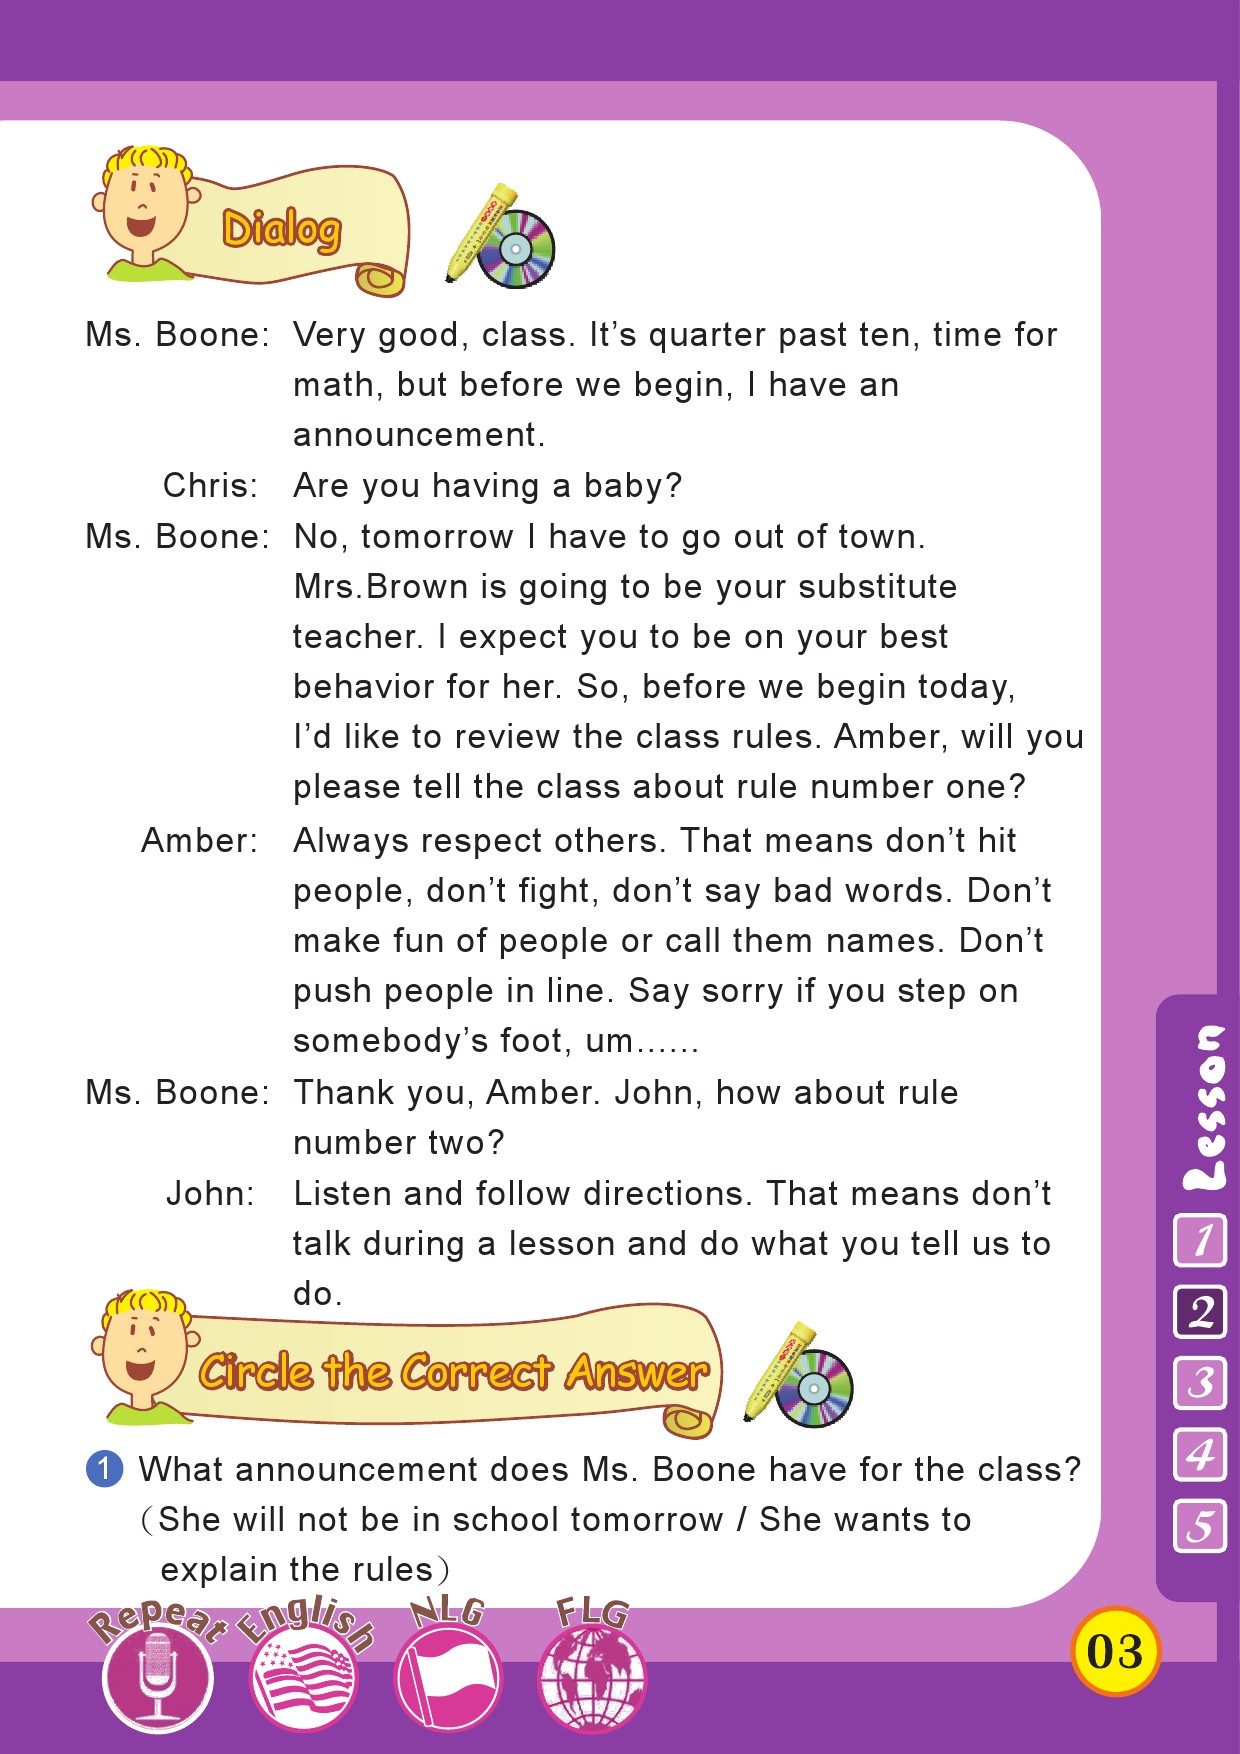 Dialog
Ms. Boone: Very good, class. It’s quarter past ten, time for
math, but before we begin, I have an
announcement.
Chris: Are you having a baby?
Ms. Boone: No, tomorrow I have to go out of town.
Mrs.Brown is going to be your substitute
teacher. I expect you to be on your best
behavior for her. So, before we begin today,
I’d like to review the class rules. Amber, will you
please tell the class about rule number one?
Amber: Always respect others. That means don’t hit
people, don’t fight, don’t say bad words. Don’t
make fun of people or call them names. Don’t
push people in line. Say sorry if you step on
somebody’s foot, um......
Ms. Boone: Thank you, Amber. John, how about rule
number two?
John: Listen and follow directions. That means don’t
talk during a lesson and do what you tell us to
do.
Circle the Correct Answer
1 What announcement does Ms. Boone have for the class?
（She will not be in school tomorrow / She wants to
explain the rules）
Lesson
1
2
3
4
5
Repeat
English
NLG
FLG
03